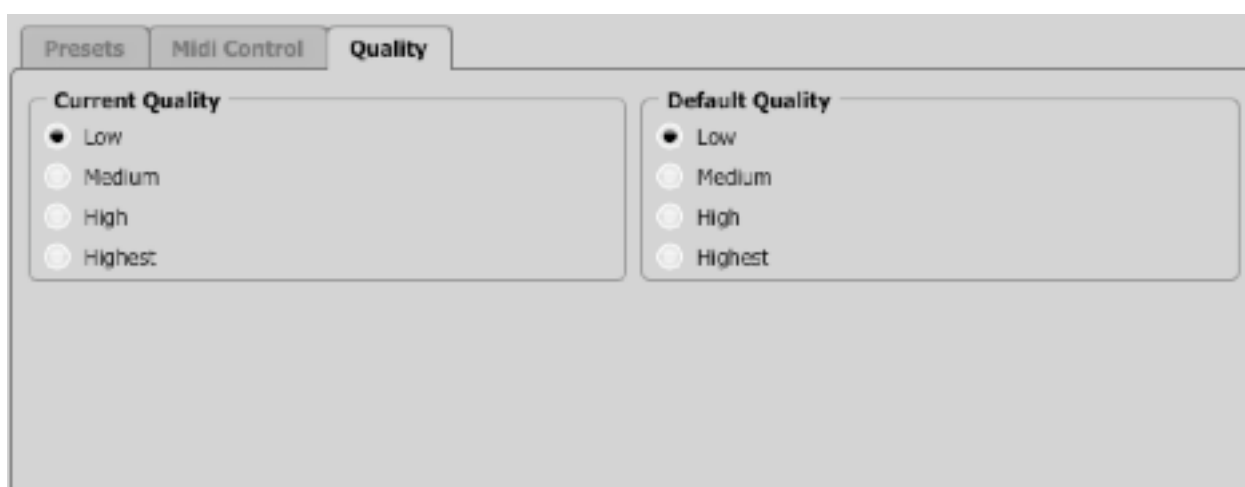 Presets Midi Control Quality
Current Quality
Low
Medium
High
Highest
Default Quality
Low
Medium
High
Highest